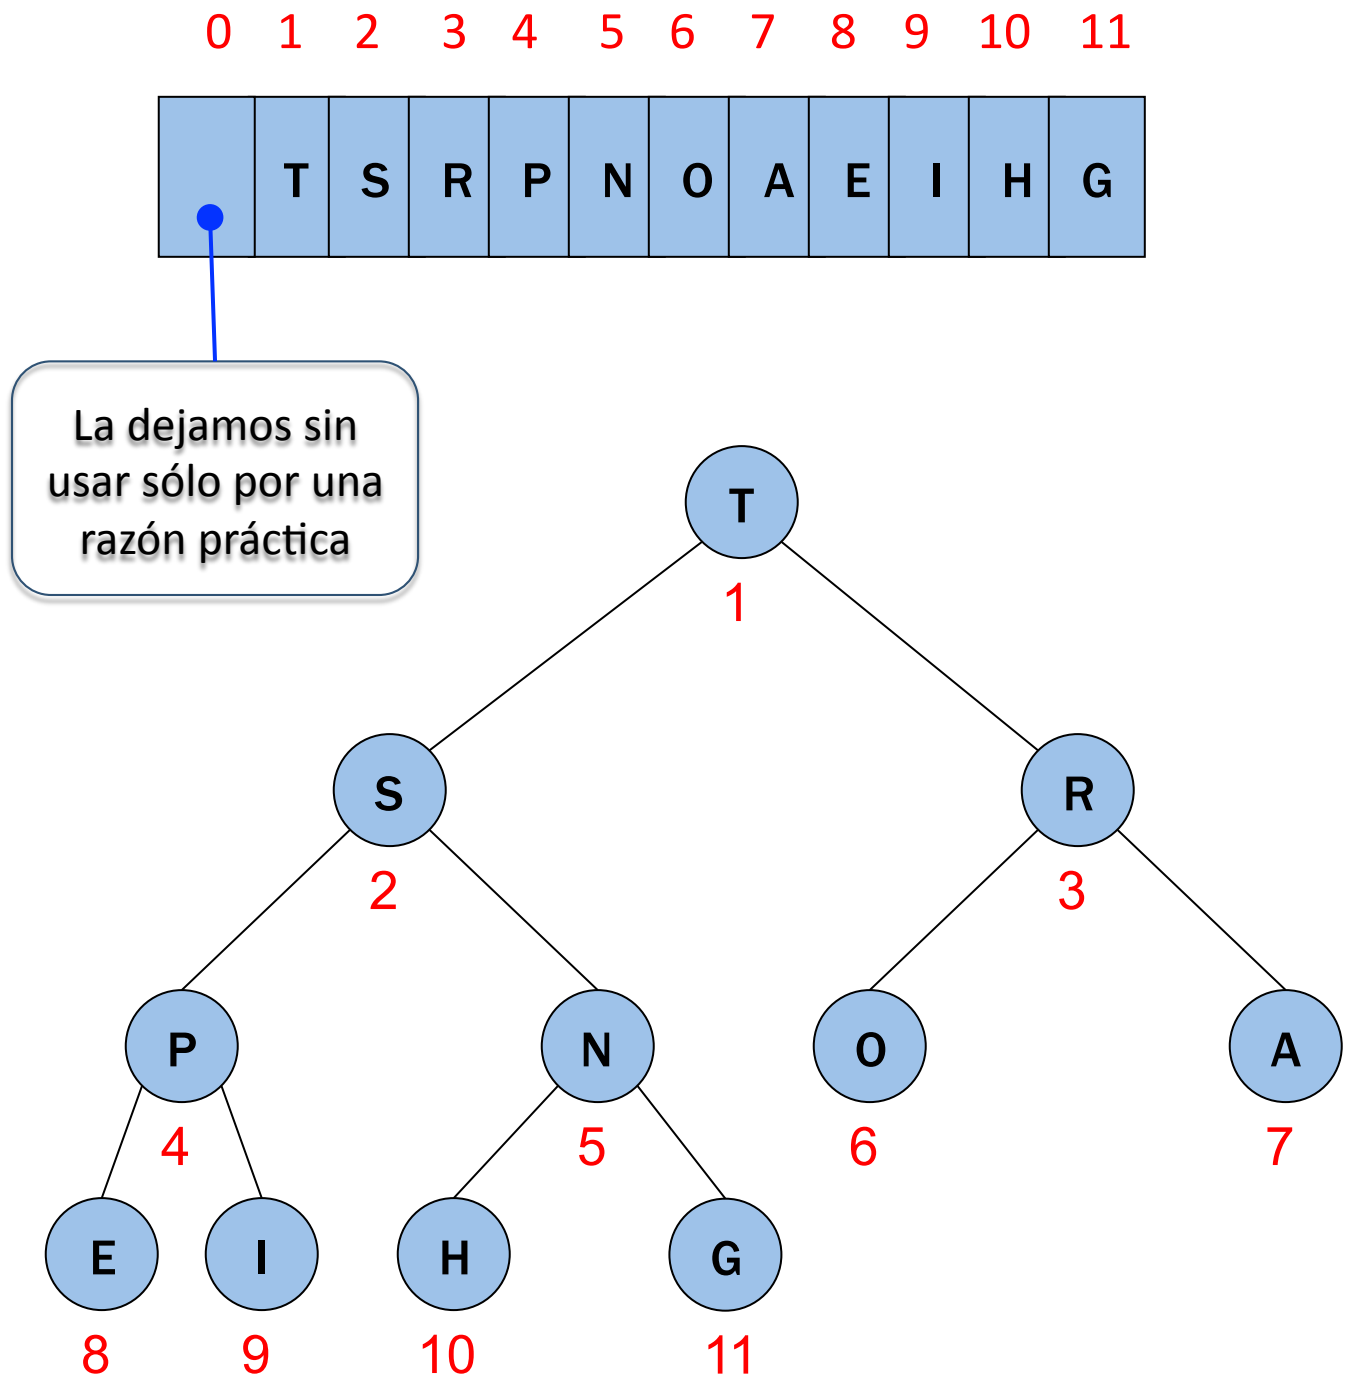 0 1 2 3 4 5 6 7 8 9 10 11
T S R P N O A E I H G
La dejamos sin
usar sólo por una
razón práctica
T
1
S R
2 3
P N O A
4 5 6 7
E I H G
8 9 10 11